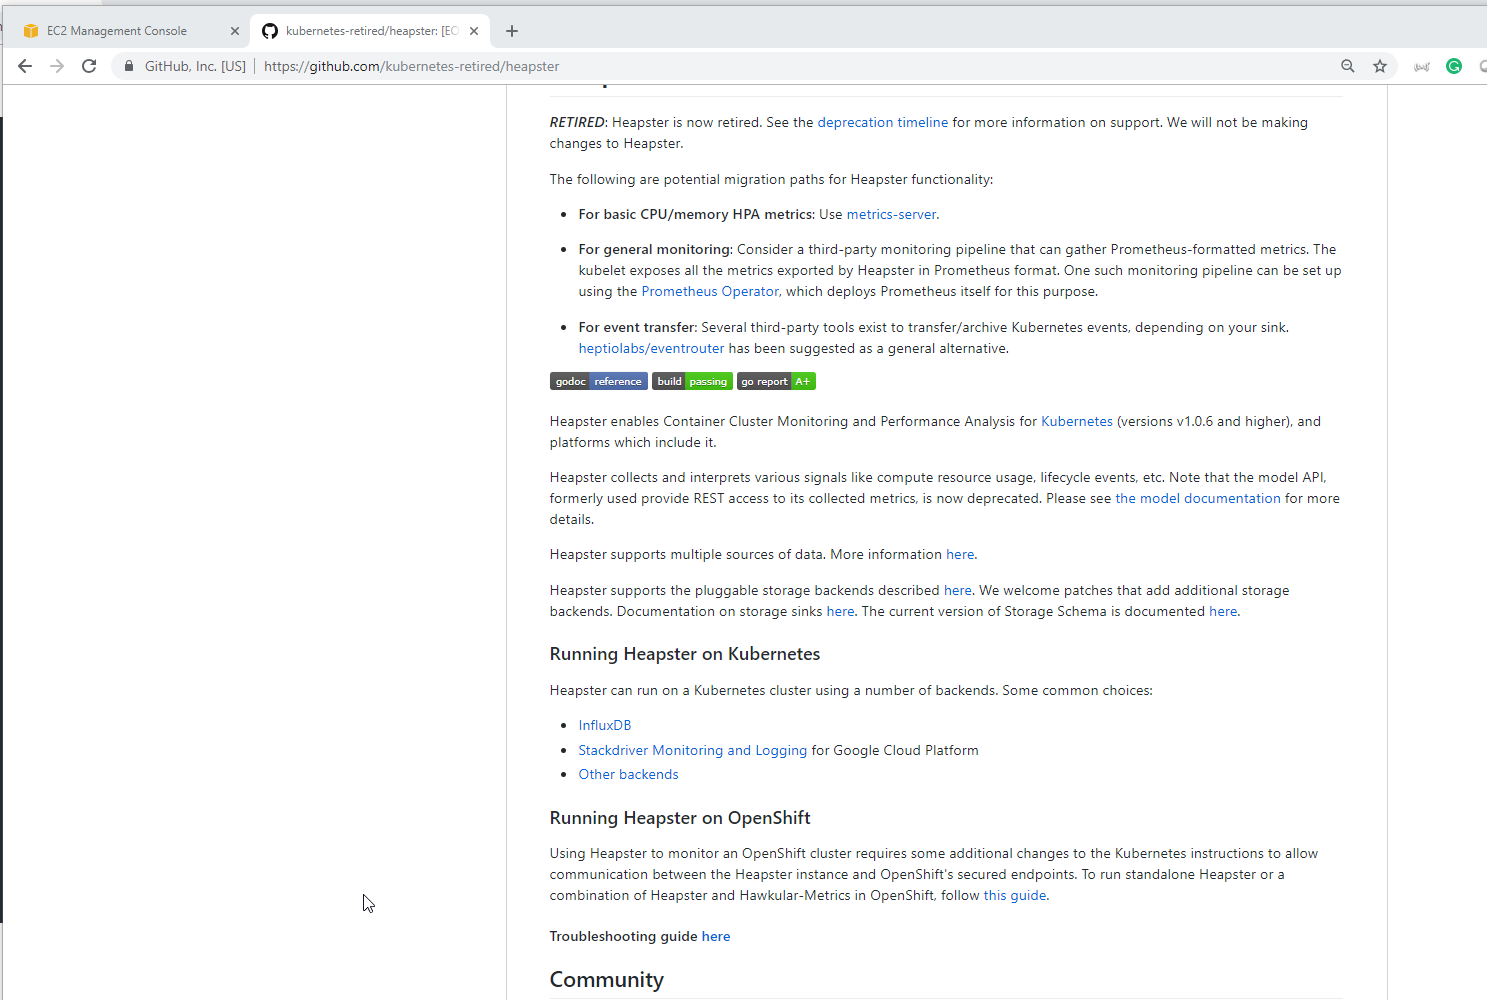 EC2 Management Console
kubernetes-retired/heapster: [EO
GitHub, Inc. [US] | https://github.com/kubernetes-retired/heapster
RETIRED: Heapster is now retired. See the deprecation timeline for more information on support. We will not be making
changes to Heapster.
The following are potential migration paths for Heapster functionality:
• For basic CPU/memory HPA metrics: Use metrics-server.
• For general monitoring: Consider a third-party monitoring pipeline that can gather Prometheus-formatted metrics. The
kubelet exposes all the metrics exported by Heapster in Prometheus format. One such monitoring pipeline can be set up
using the Prometheus Operator, which deploys Prometheus itself for this purpose.
• For event transfer: Several third-party tools exist to transfer/archive Kubernetes events, depending on your sink.
heptiolabs/eventrouter has been suggested as a general alternative.
godoc reference build passing go report A+
Heapster enables Container Cluster Monitoring and Performance Analysis for Kubernetes (versions v1.0.6 and higher), and
platforms which include it.
Heapster collects and interprets various signals like compute resource usage, lifecycle events, etc. Note that the model API,
formerly used provide REST access to its collected metrics, is now deprecated. Please see the model documentation for more
details.
Heapster supports multiple sources of data. More information here.
Heapster supports the pluggable storage backends described here. We welcome patches that add additional storage
backends. Documentation on storage sinks here. The current version of Storage Schema is documented here.
Running Heapster on Kubernetes
Heapster can run on a Kubernetes cluster using a number of backends. Some common choices:
• InfluxDB
• Stackdriver Monitoring and Logging for Google Cloud Platform
• Other backends
Running Heapster on OpenShift
Using Heapster to monitor an OpenShift cluster requires some additional changes to the Kubernetes instructions to allow
communication between the Heapster instance and OpenShift's secured endpoints. To run standalone Heapster or a
combination of Heapster and Hawkular-Metrics in OpenShift, follow this guide.
Troubleshooting guide here
Community